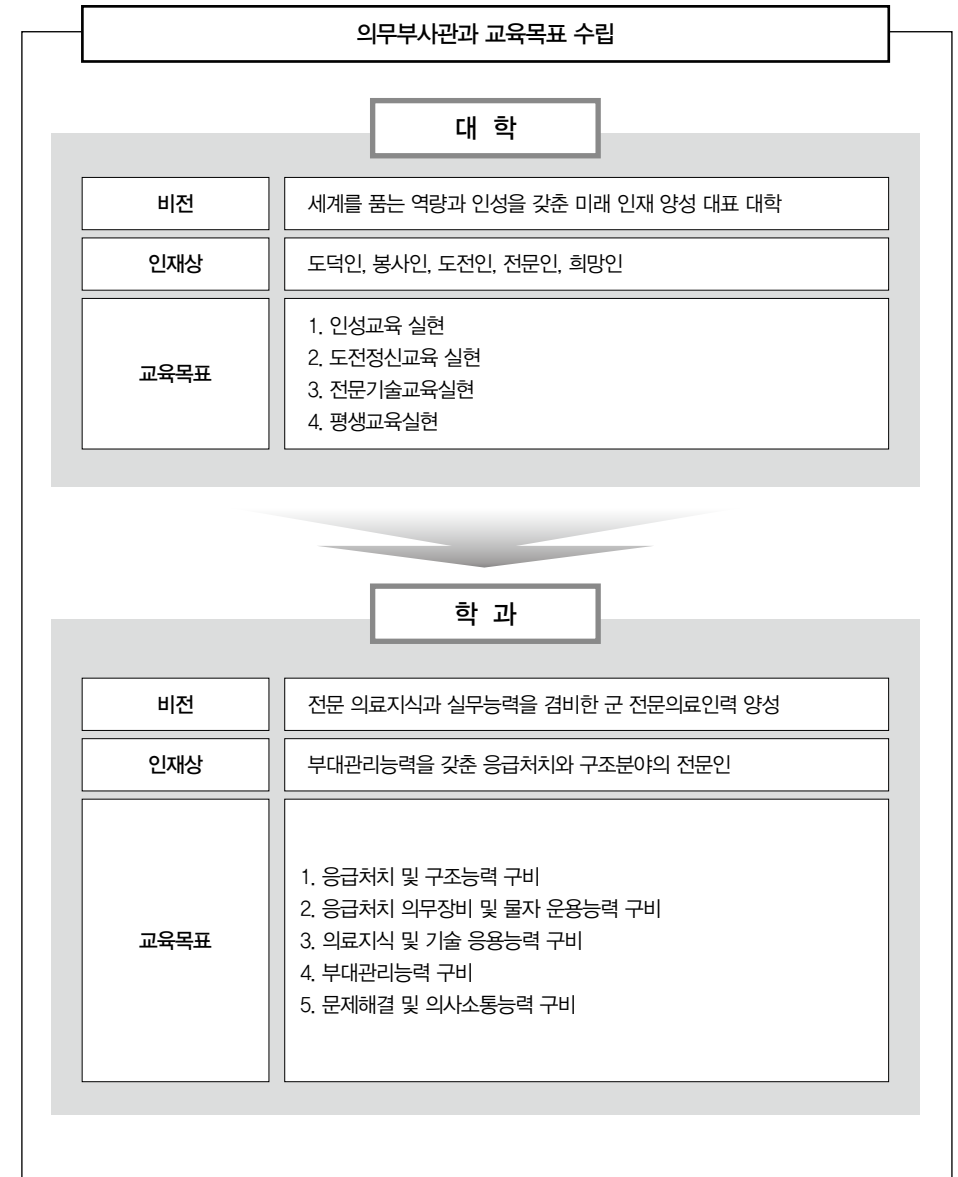 의무부사관과 교육목표 수립
대 학
비전
세계를 품는 역량과 인성을 갖춘 미래 인재 양성 대표 대학
인재상
도덕인, 봉사인, 도전인, 전문인, 희망인
교육목표
1. 인성교육 실현
2. 도전정신교육 실현
3. 전문기술교육실현
4. 평생교육실현
학 과
비전
전문 의료지식과 실무능력을 겸비한 군 전문의료인력 양성
인재상
부대관리능력을 갖춘 응급처치와 구조분야의 전문인
교육목표
1. 응급처치 및 구조능력 구비
2. 응급처치 의무장비 및 물자 운용능력 구비
3. 의료지식 및 기술 응용능력 구비
4. 부대관리능력 구비
5. 문제해결 및 의사소통능력 구비